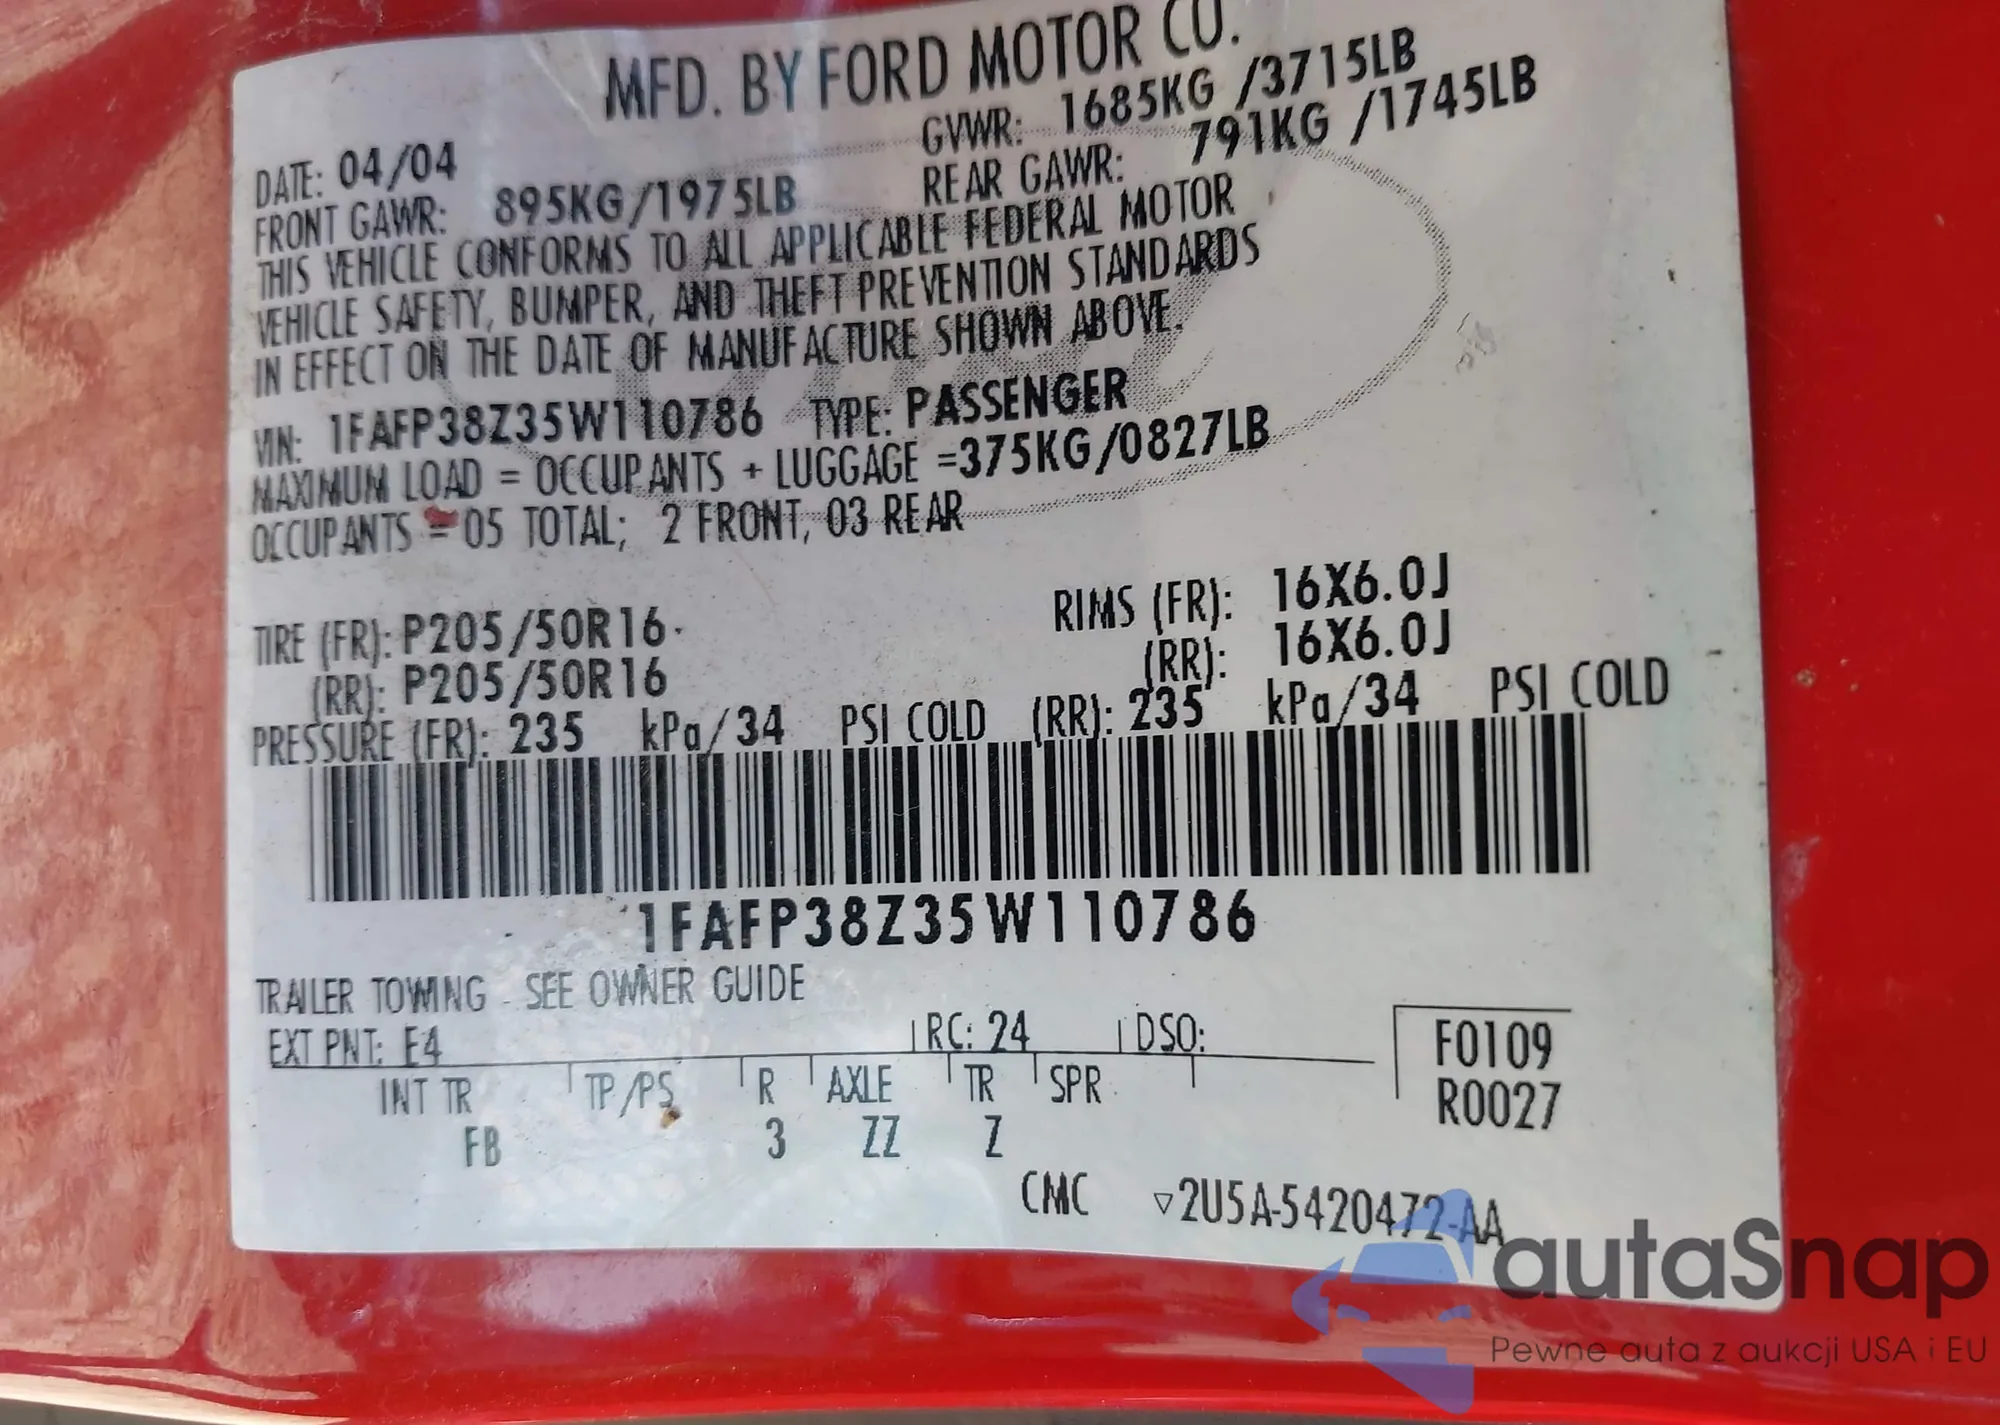 MFD. BY FORD MOTOR CO.
DATE: 04/04 GVWR: 1685KG /3715LB
FRONT GAWR: 895KG/1975LB REAR GAWR: 791KG /1745LB
THIS VEHICLE CONFORMS TO ALL APPLICABLE FEDERAL MOTOR
VEHICLE SAFETY, BUMPER, AND THEFT PREVENTION STANDARDS
IN EFFECT ON THE DATE OF MANUFACTURE SHOWN ABOVE.
VIN: 1FAFP38Z35W110786 TYPE: PASSENGER
MAXIMUM LOAD = OCCUPANTS + LUGGAGE =375KG/0827LB
OCCUPANTS = 05 TOTAL; 2 FRONT, 03 REAR
TIRE (FR): P205/50R16 RIMS (FR): 16X6.0J
(RR): P205/50R16 (RR): 16X6.0J
PRESSURE (FR): 235 kPa/34 PSI COLD (RR): 235 kPa/34 PSI COLD
1FAFP38Z35W110786
TRAILER TOWING - SEE OWNER GUIDE
EXT PNT: E4 RC: 24 DSO: F0109
INT TR TP/PS R AXLE TR SPR R0027
FB 3 ZZ Z
CMC ▽2U5A-5420472-AA
autaSnap
Pewne auta z aukcji USA i EU